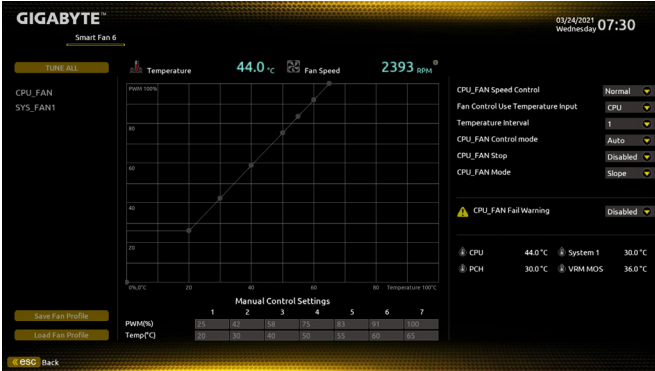 GIGABYTE™
03/24/2021
Wednesday 07:30
Smart Fan 6
TUNE ALL
CPU_FAN
SYS_FAN1
Temperature 44.0 °C Fan Speed 2393 RPM
PWM 100%
80
60
40
20
0%,0°C 20 40 60 80 Temperature 100°C
CPU_FAN Speed Control Normal
Fan Control Use Temperature Input CPU
Temperature Interval 1
CPU_FAN Control mode Auto
CPU_FAN Stop Disabled
CPU_FAN Mode Slope
CPU_FAN Fail Warning Disabled
CPU 44.0°C System 1 30.0°C
PCH 30.0°C VRM MOS 36.0°C
Manual Control Settings
1 2 3 4 5 6 7
PWM(%) 25 42 58 75 83 91 100
Temp(°C) 20 30 40 50 55 60 65
Save Fan Profile
Load Fan Profile
esc Back